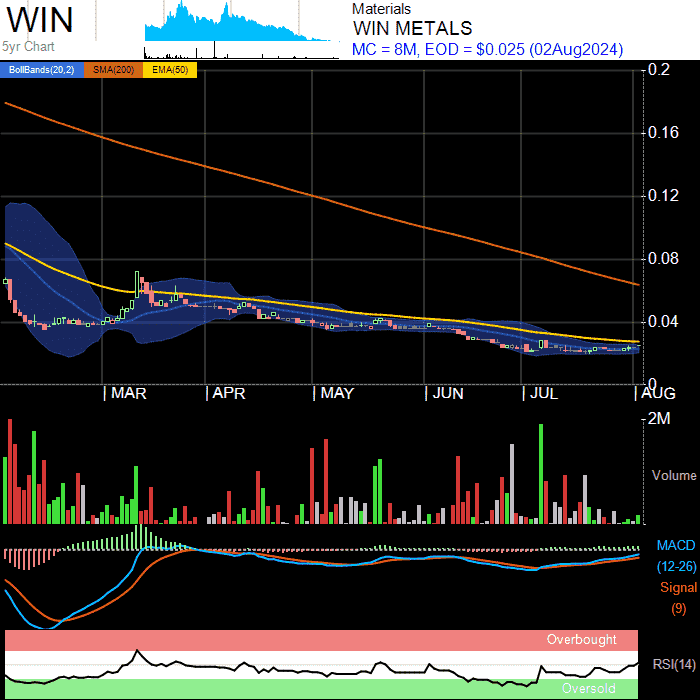 WIN
5yr Chart
Materials
WIN METALS
MC = 8M, EOD = $0.025 (02Aug2024)
BollBands(20,2) SMA(200) EMA(50)
0.2
0.16
0.12
0.08
0.04
0
MAR APR MAY JUN JUL AUG
2M
Volume
MACD
(12-26)
Signal
(9)
Overbought
RSI(14)
Oversold